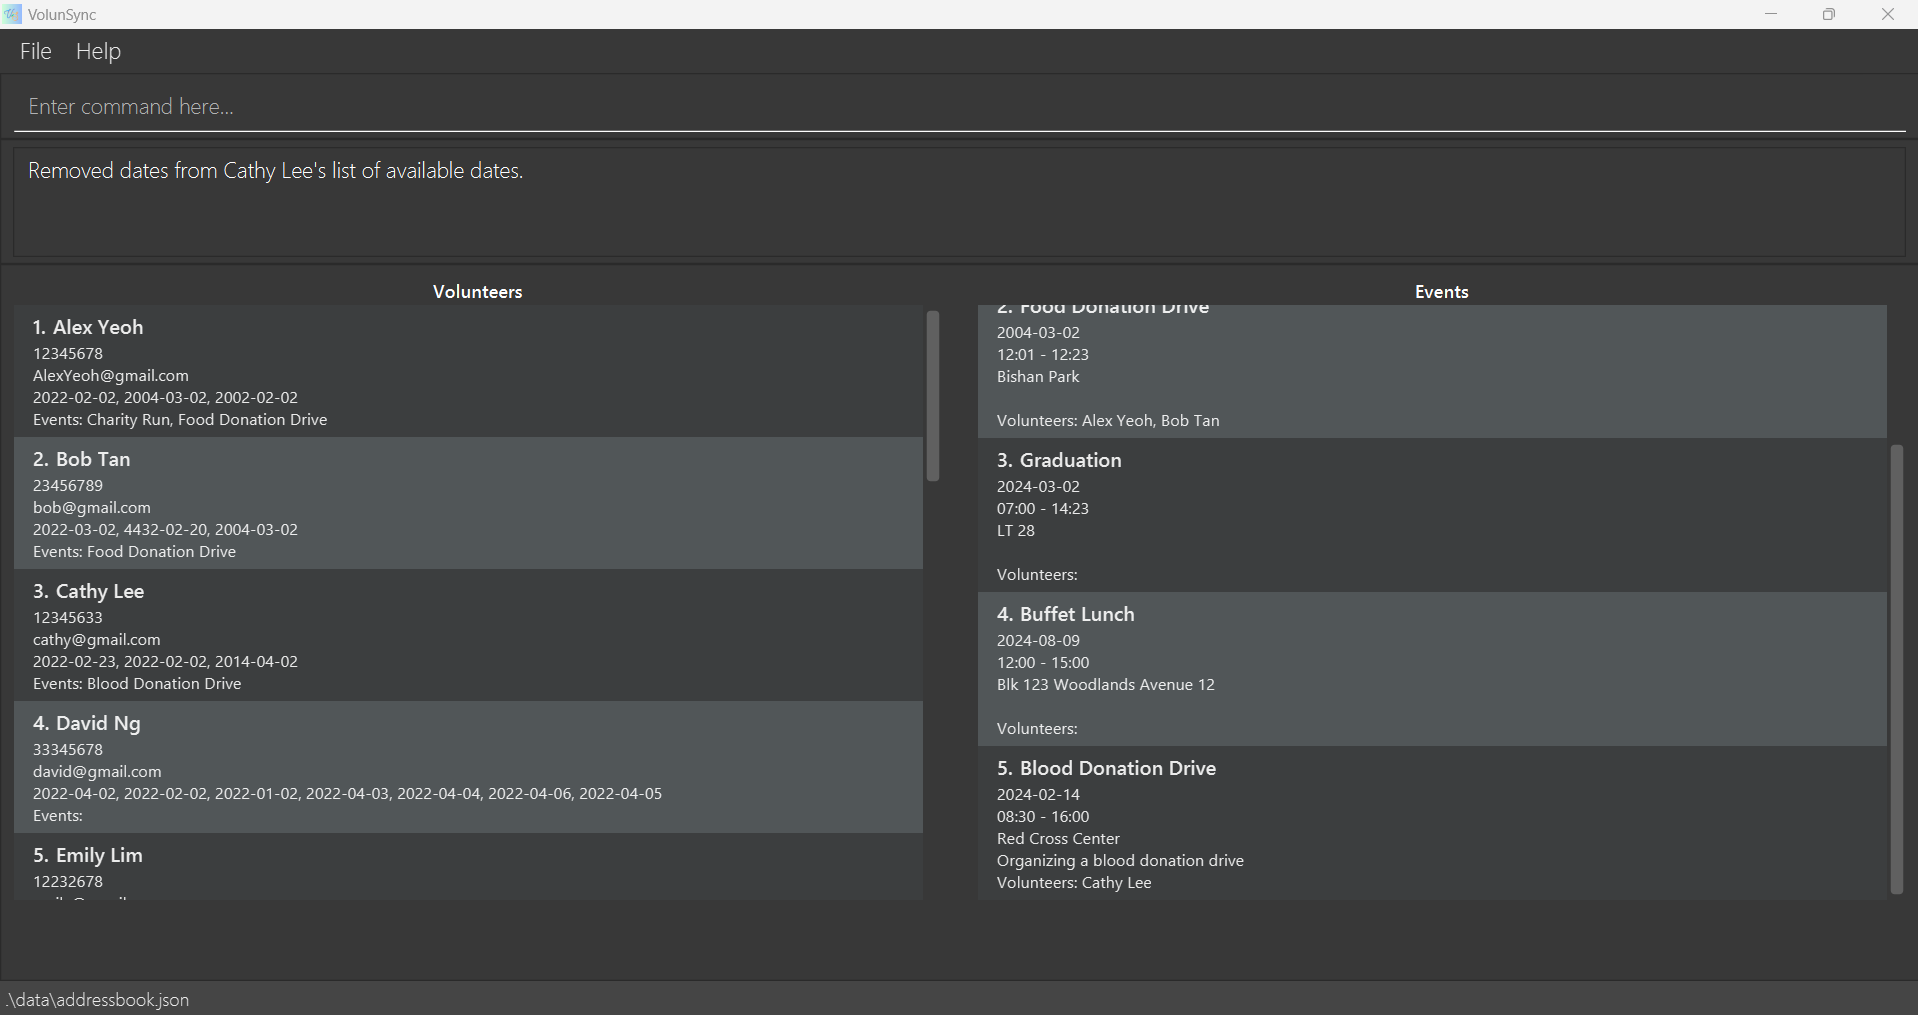 VolunSync
File Help
Enter command here...
Removed dates from Cathy Lee's list of available dates.
Volunteers
1. Alex Yeoh
12345678
AlexYeoh@gmail.com
2022-02-02, 2004-03-02, 2002-02-02
Events: Charity Run, Food Donation Drive
2. Bob Tan
23456789
bob@gmail.com
2022-03-02, 4432-02-20, 2004-03-02
Events: Food Donation Drive
3. Cathy Lee
12345633
cathy@gmail.com
2022-02-23, 2022-02-02, 2014-04-02
Events: Blood Donation Drive
4. David Ng
33345678
david@gmail.com
2022-04-02, 2022-02-02, 2022-01-02, 2022-04-03, 2022-04-04, 2022-04-06, 2022-04-05
Events:
5. Emily Lim
12232678
Events
2. Food Donation Drive
2004-03-02
12:01 - 12:23
Bishan Park
Volunteers: Alex Yeoh, Bob Tan
3. Graduation
2024-03-02
07:00 - 14:23
LT 28
Volunteers:
4. Buffet Lunch
2024-08-09
12:00 - 15:00
Blk 123 Woodlands Avenue 12
Volunteers:
5. Blood Donation Drive
2024-02-14
08:30 - 16:00
Red Cross Center
Organizing a blood donation drive
Volunteers: Cathy Lee
.\data\addressbook.json